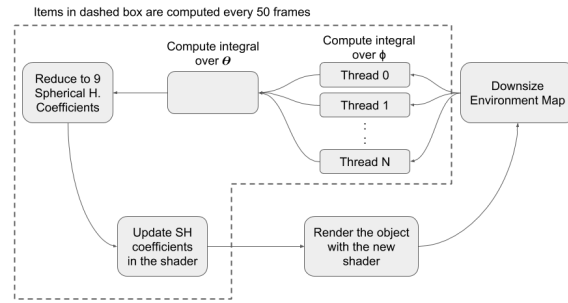 Items in dashed box are computed every 50 frames
Compute integral
over Θ
Compute integral
over ϕ
Reduce to 9
Spherical H.
Coefficients
Thread 0
Thread 1
Thread N
Downsize
Environment Map
Update SH
coefficients
in the shader
Render the object
with the new
shader